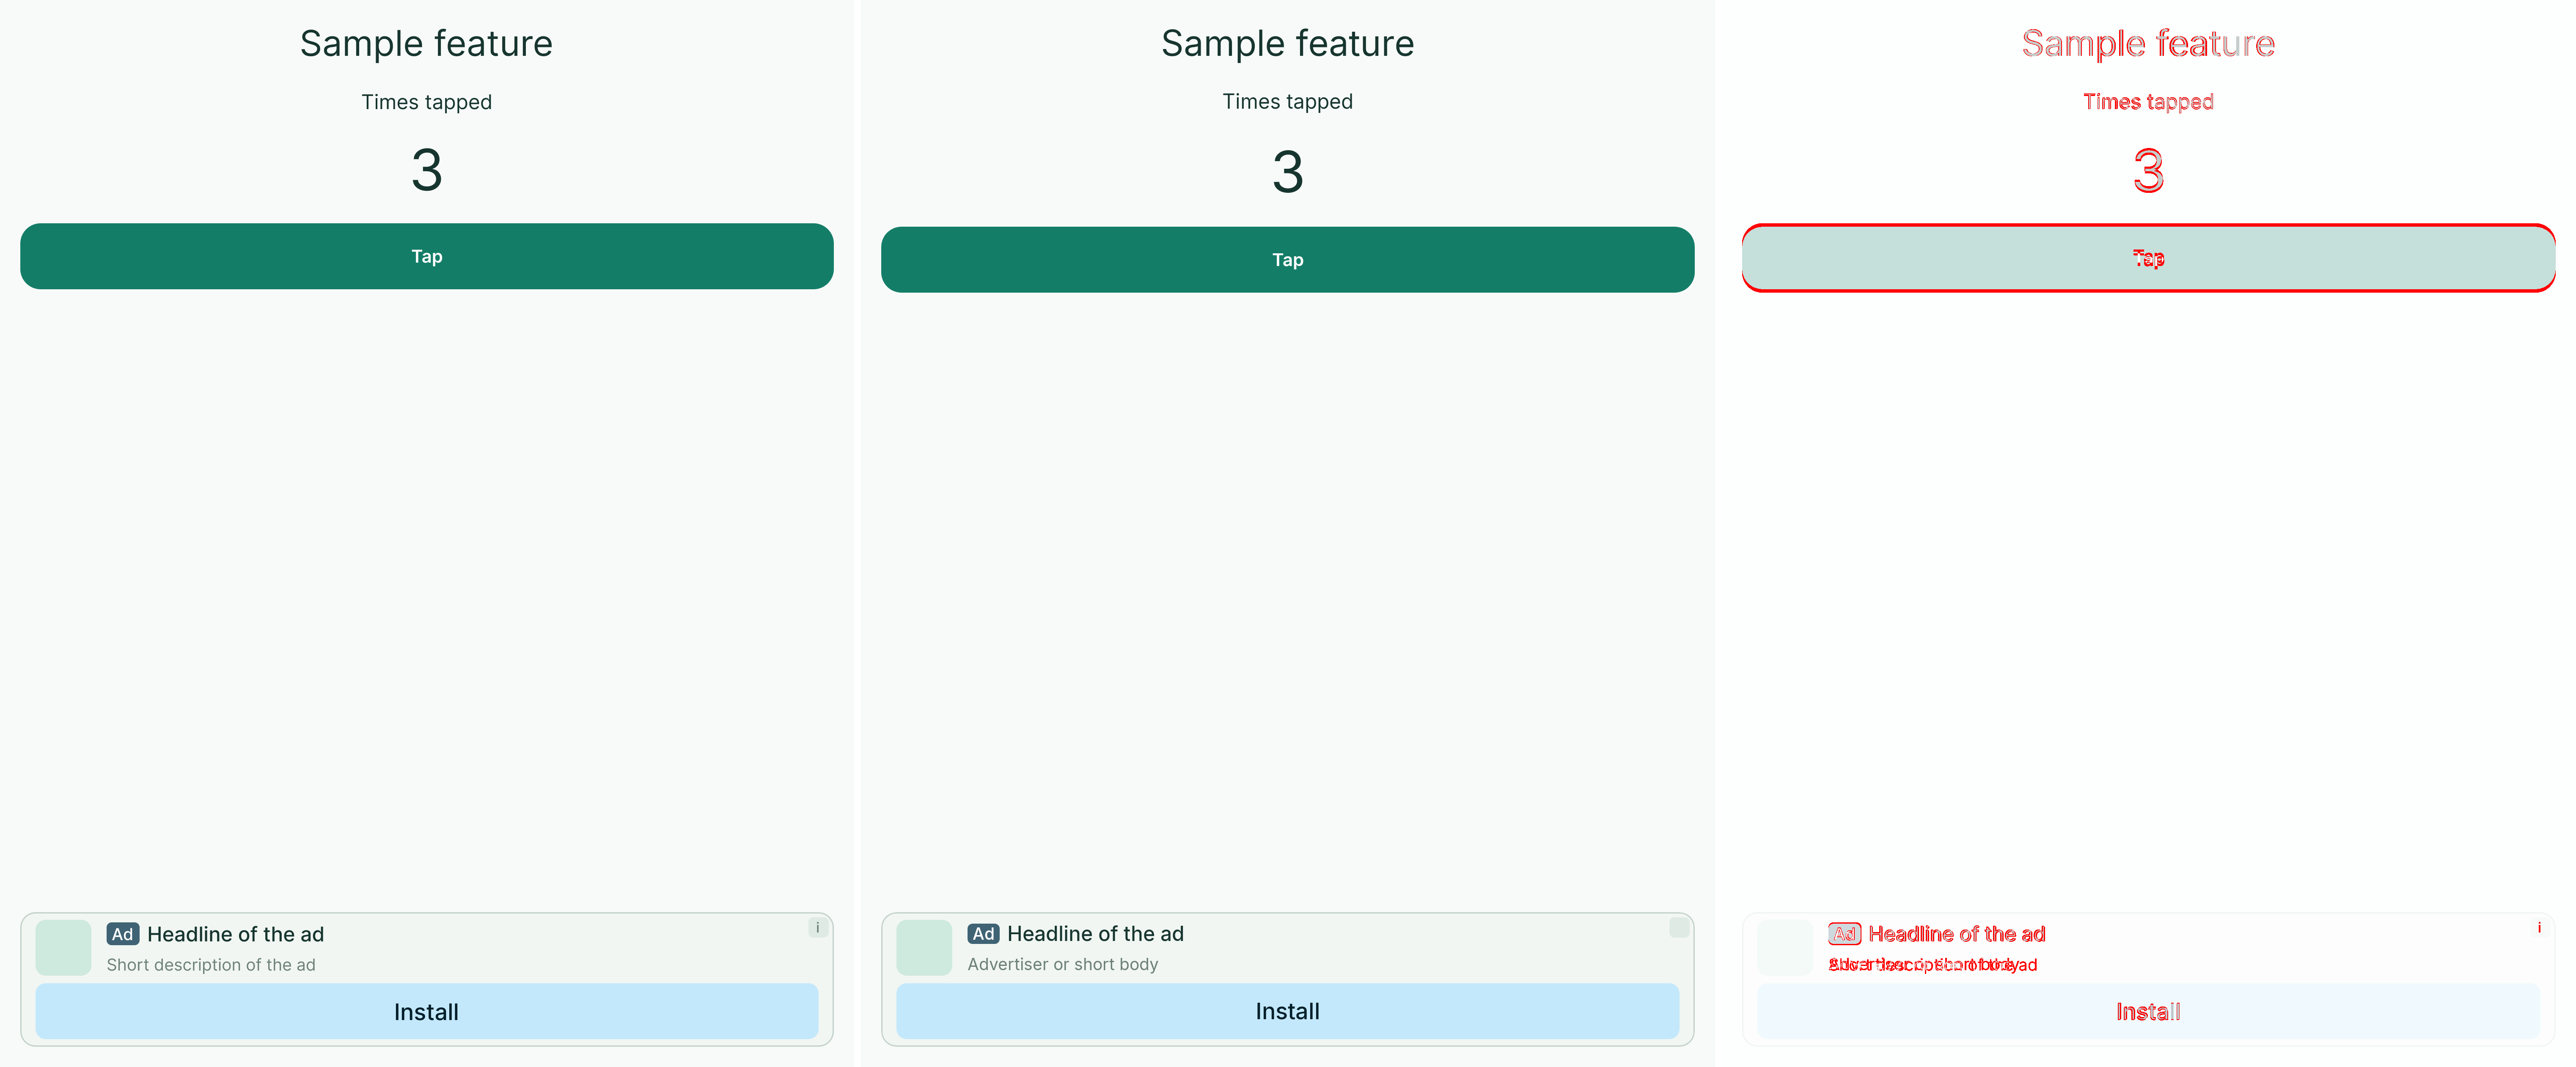 Sample feature
Times tapped
3
Tap
Ad Headline of the ad
i
Short description of the ad
Install
Sample feature
Times tapped
3
Tap
Ad Headline of the ad
Advertiser or short body
Install
Sample feature
Times tapped
3
Tap
Ad Headline of the ad
i
Install